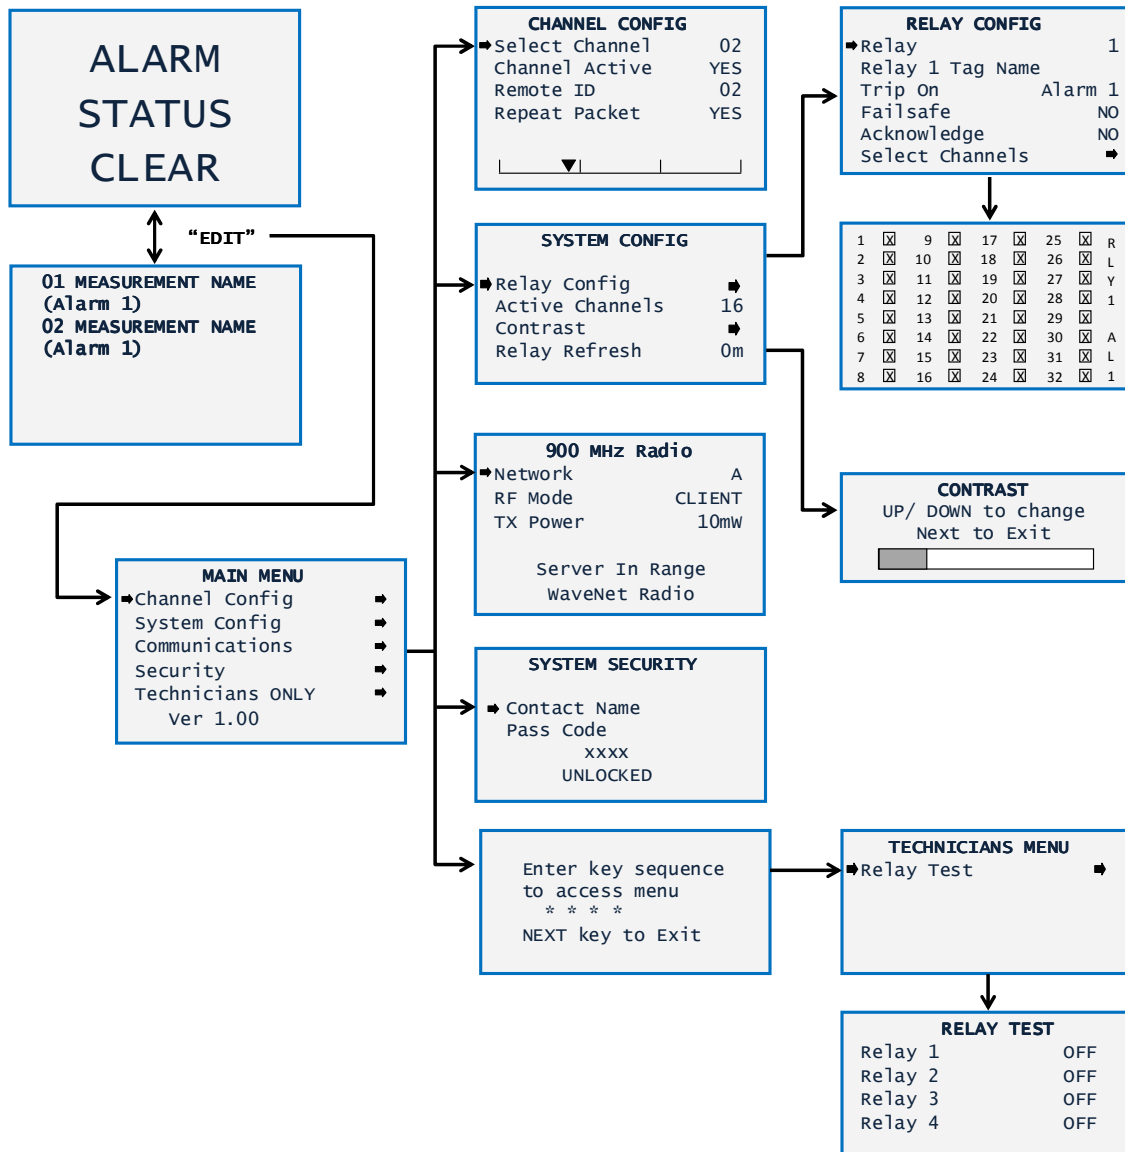 ALARM
STATUS
CLEAR
“EDIT”
01 MEASUREMENT NAME
(Alarm 1)
02 MEASUREMENT NAME
(Alarm 1)
MAIN MENU
Channel Config
System Config
Communications
Security
Technicians ONLY
Ver 1.00
CHANNEL CONFIG
Select Channel 02
Channel Active YES
Remote ID 02
Repeat Packet YES
SYSTEM CONFIG
Relay Config
Active Channels 16
Contrast
Relay Refresh 0m
900 MHz Radio
Network A
RF Mode CLIENT
TX Power 10mW
Server In Range
WaveNet Radio
SYSTEM SECURITY
Contact Name
Pass Code
xxxx
UNLOCKED
Enter key sequence
to access menu
* * * *
NEXT key to Exit
RELAY CONFIG
Relay 1
Relay 1 Tag Name
Trip On Alarm 1
Failsafe NO
Acknowledge NO
Select Channels
1 X 9 X 17 X 25 X R
2 X 10 X 18 X 26 X L
3 X 11 X 19 X 27 X Y
4 X 12 X 20 X 28 X 1
5 X 13 X 21 X 29 X
6 X 14 X 22 X 30 X A
7 X 15 X 23 X 31 X L
8 X 16 X 24 X 32 X 1
CONTRAST
UP/ DOWN to change
Next to Exit
TECHNICIANS MENU
Relay Test
RELAY TEST
Relay 1 OFF
Relay 2 OFF
Relay 3 OFF
Relay 4 OFF